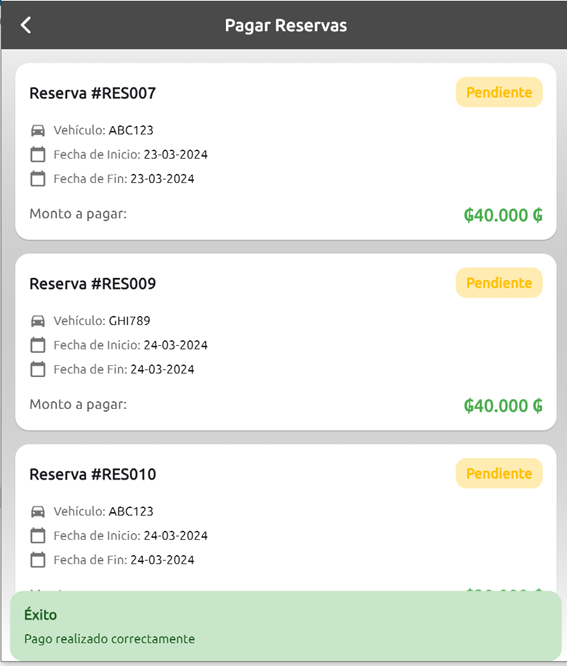 Pagar Reservas
Reserva #RES007
Pendiente
Vehículo: ABC123
Fecha de Inicio: 23-03-2024
Fecha de Fin: 23-03-2024
Monto a pagar:
₲40.000 ₲
Reserva #RES009
Pendiente
Vehículo: GHI789
Fecha de Inicio: 24-03-2024
Fecha de Fin: 24-03-2024
Monto a pagar:
₲40.000 ₲
Reserva #RES010
Pendiente
Vehículo: ABC123
Fecha de Inicio: 24-03-2024
Fecha de Fin: 24-03-2024
Éxito
Pago realizado correctamente